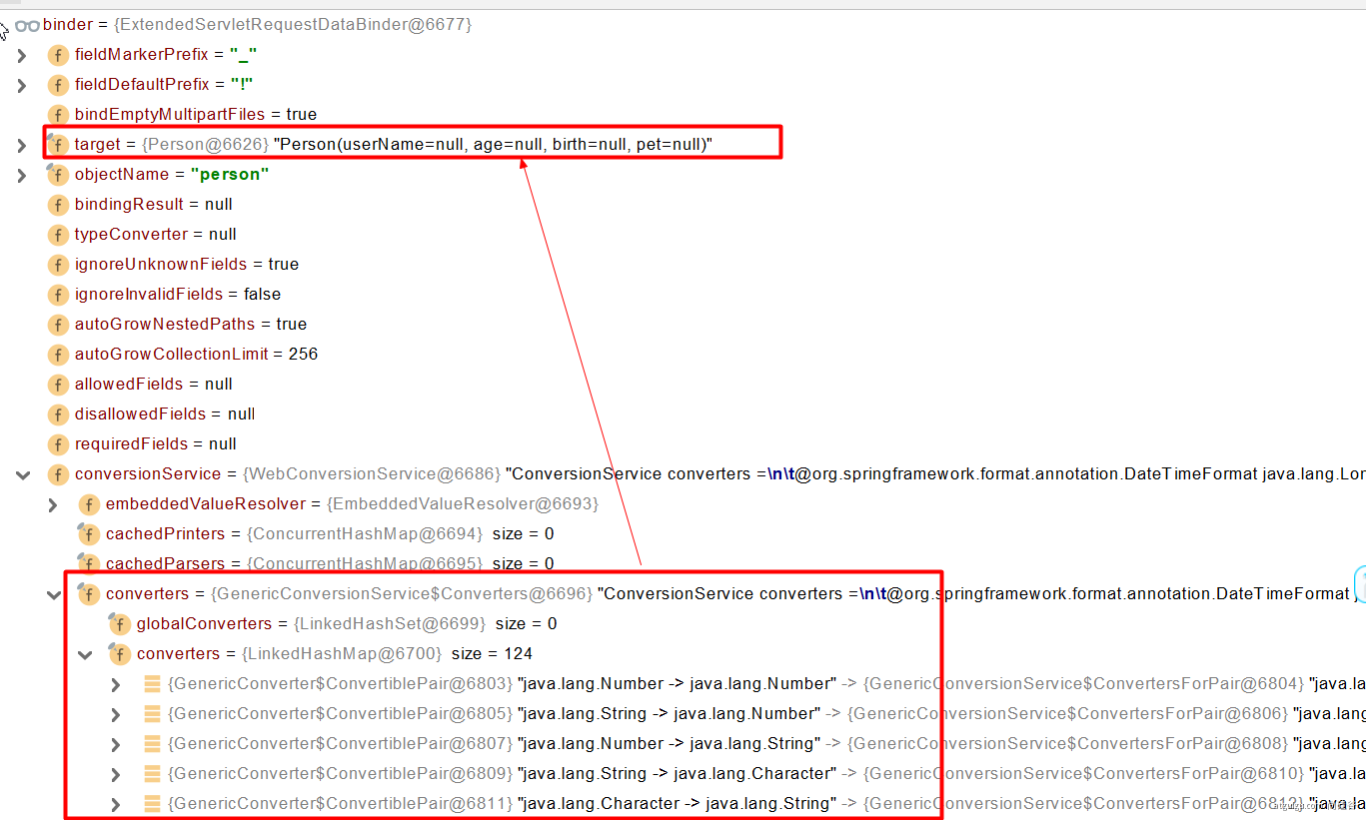 binder = {ExtendedServletRequestDataBinder@6677}
f fieldMarkerPrefix = "_"
f fieldDefaultPrefix = "!"
f bindEmptyMultipartFiles = true
f target = {Person@6626} "Person(userName=null, age=null, birth=null, pet=null)"
f objectName = "person"
f bindingResult = null
f typeConverter = null
f ignoreUnknownFields = true
f ignoreInvalidFields = false
f autoGrowNestedPaths = true
f autoGrowCollectionLimit = 256
f allowedFields = null
f disallowedFields = null
f requiredFields = null
f conversionService = {WebConversionService@6686} "ConversionService converters =\n\t@org.springframework.format.annotation.DateTimeFormat java.lang.Lon
f embeddedValueResolver = {EmbeddedValueResolver@6693}
f cachedPrinters = {ConcurrentHashMap@6694} size = 0
f cachedParsers = {ConcurrentHashMap@6695} size = 0
f converters = {GenericConversionService$Converters@6696} "ConversionService converters =\n\t@org.springframework.format.annotation.DateTimeFormat j
f globalConverters = {LinkedHashSet@6699} size = 0
f converters = {LinkedHashMap@6700} size = 124
{GenericConverter$ConvertiblePair@6803} "java.lang.Number -> java.lang.Number" -> {GenericConversionService$ConvertersForPair@6804} "java.la
{GenericConverter$ConvertiblePair@6805} "java.lang.String -> java.lang.Number" -> {GenericConversionService$ConvertersForPair@6806} "java.lan
{GenericConverter$ConvertiblePair@6807} "java.lang.Number -> java.lang.String" -> {GenericConversionService$ConvertersForPair@6808} "java.lan
{GenericConverter$ConvertiblePair@6809} "java.lang.String -> java.lang.Character" -> {GenericConversionService$ConvertersForPair@6810} "java.la
{GenericConverter$ConvertiblePair@6811} "java.lang.Character -> java.lang.String" -> {GenericConversionService$ConvertersForPair@6812} "java.la